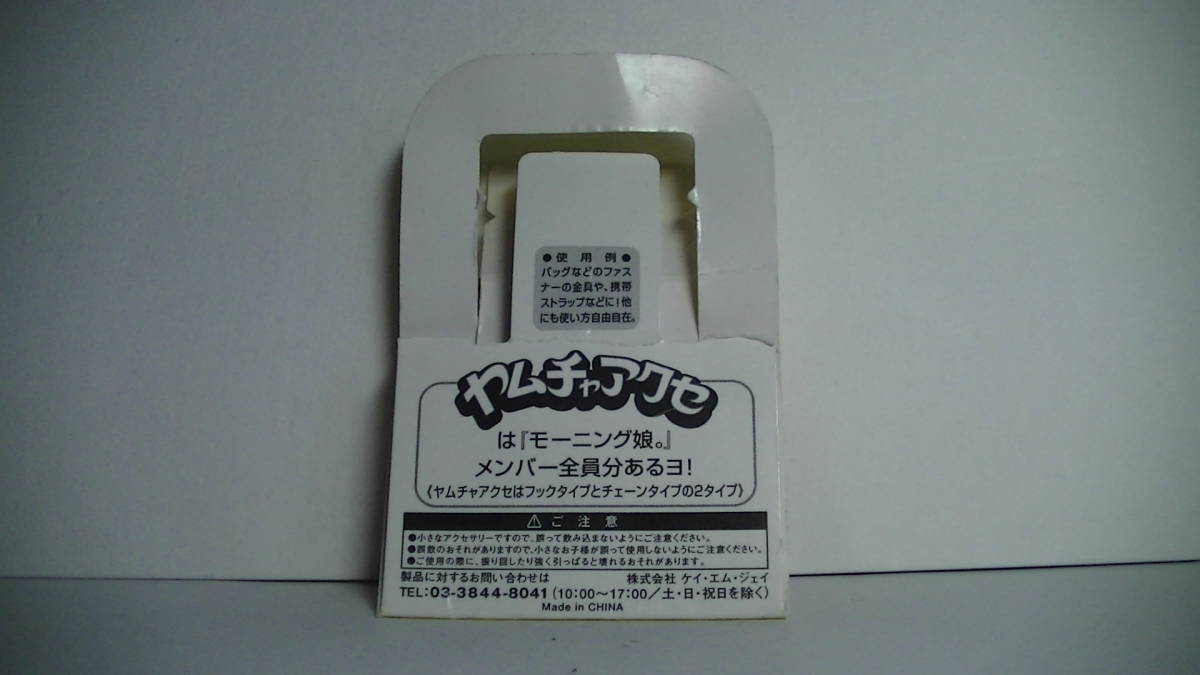 ●使用例●
バッグなどのファス
ナーの金具や、携帯
ストラップなどに!他
にも使い方自由自在。
ヤムチャアクセ
は『モーニング娘。』
メンバー全員分あるヨ!
《ヤムチャアクセはフックタイプとチェーンタイプの2タイプ》
⚠ご注意
●小さなアクセサリーですので、誤って飲み込まないようにご注意ください。
●誤飲のおそれがありますので、小さなお子様が誤って使用しないようにご注意ください。
●ご使用の際に、振り回したり強く引っぱると壊れるおそれがあります。
製品に対するお問い合わせは 株式会社 ケイ・エム・ジェイ
TEL:03-3844-8041(10:00〜17:00/土・日・祝日を除く)
Made in CHINA